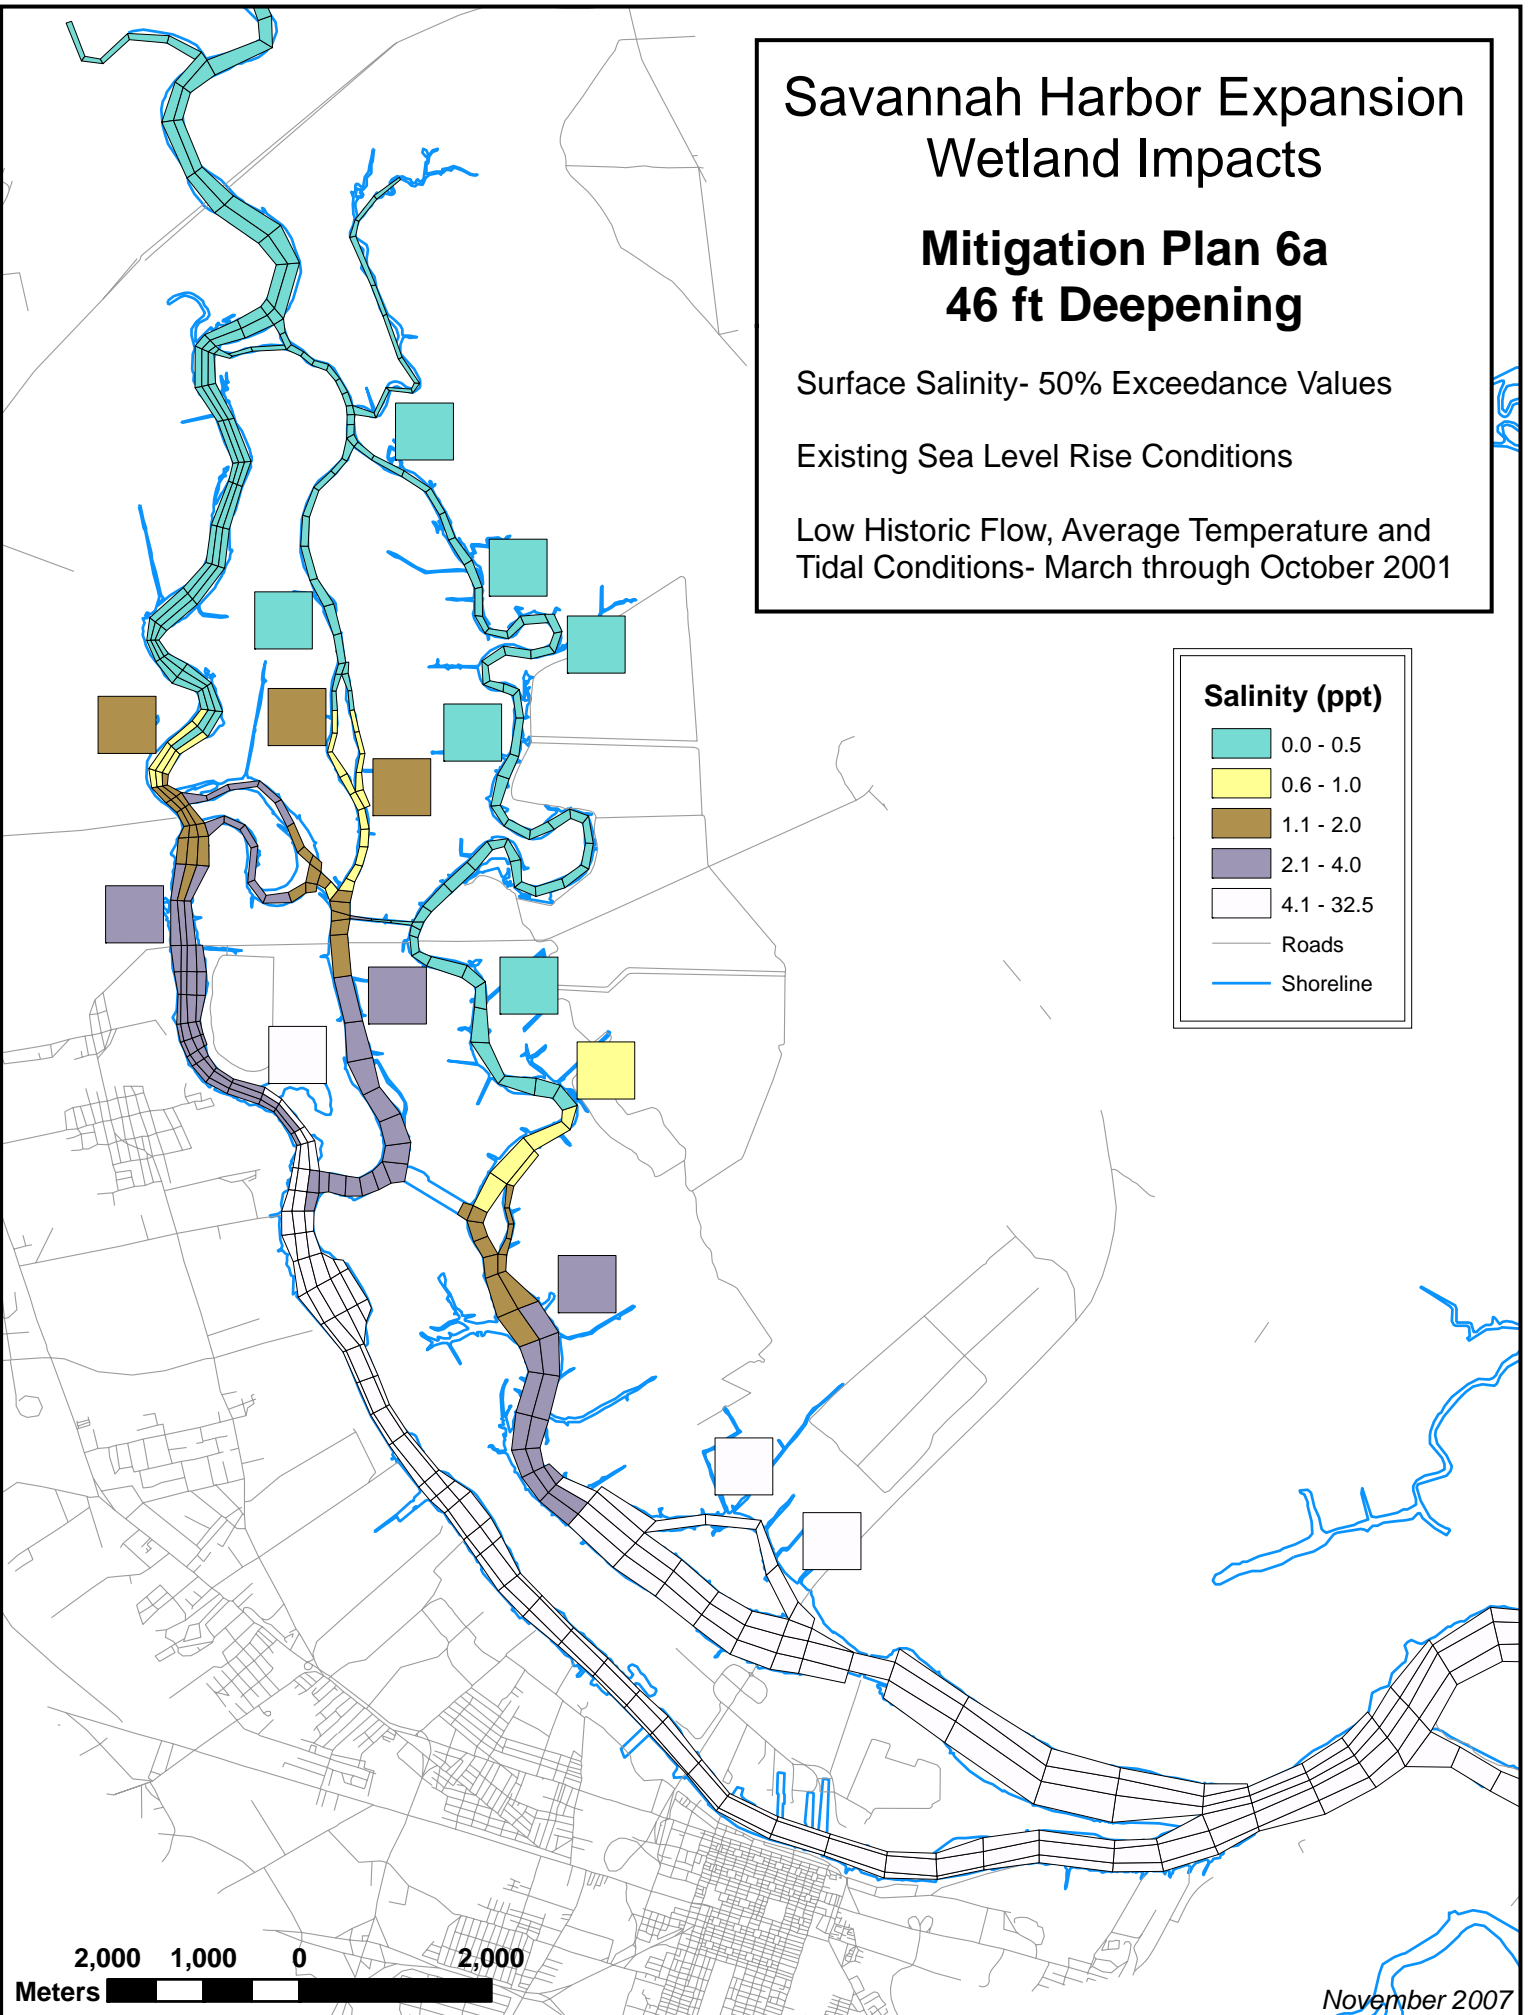 Savannah Harbor Expansion
Wetland Impacts
Mitigation Plan 6a
46 ft Deepening
Surface Salinity- 50% Exceedance Values
Existing Sea Level Rise Conditions
Low Historic Flow, Average Temperature and
Tidal Conditions- March through October 2001
Salinity (ppt)
0.0 - 0.5
0.6 - 1.0
1.1 - 2.0
2.1 - 4.0
4.1 - 32.5
Roads
Shoreline
2,000 1,000 0 2,000
Meters
November 2007